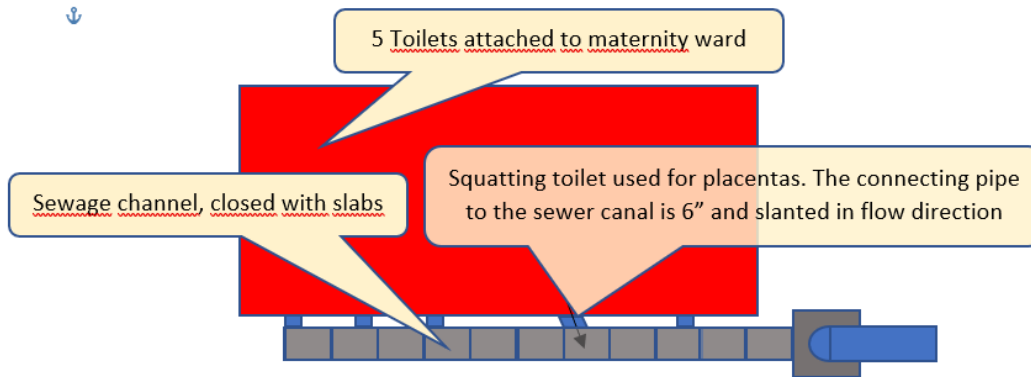 5 Toilets attached to maternity ward
Squatting toilet used for placentas. The connecting pipe
to the sewer canal is 6” and slanted in flow direction
Sewage channel, closed with slabs